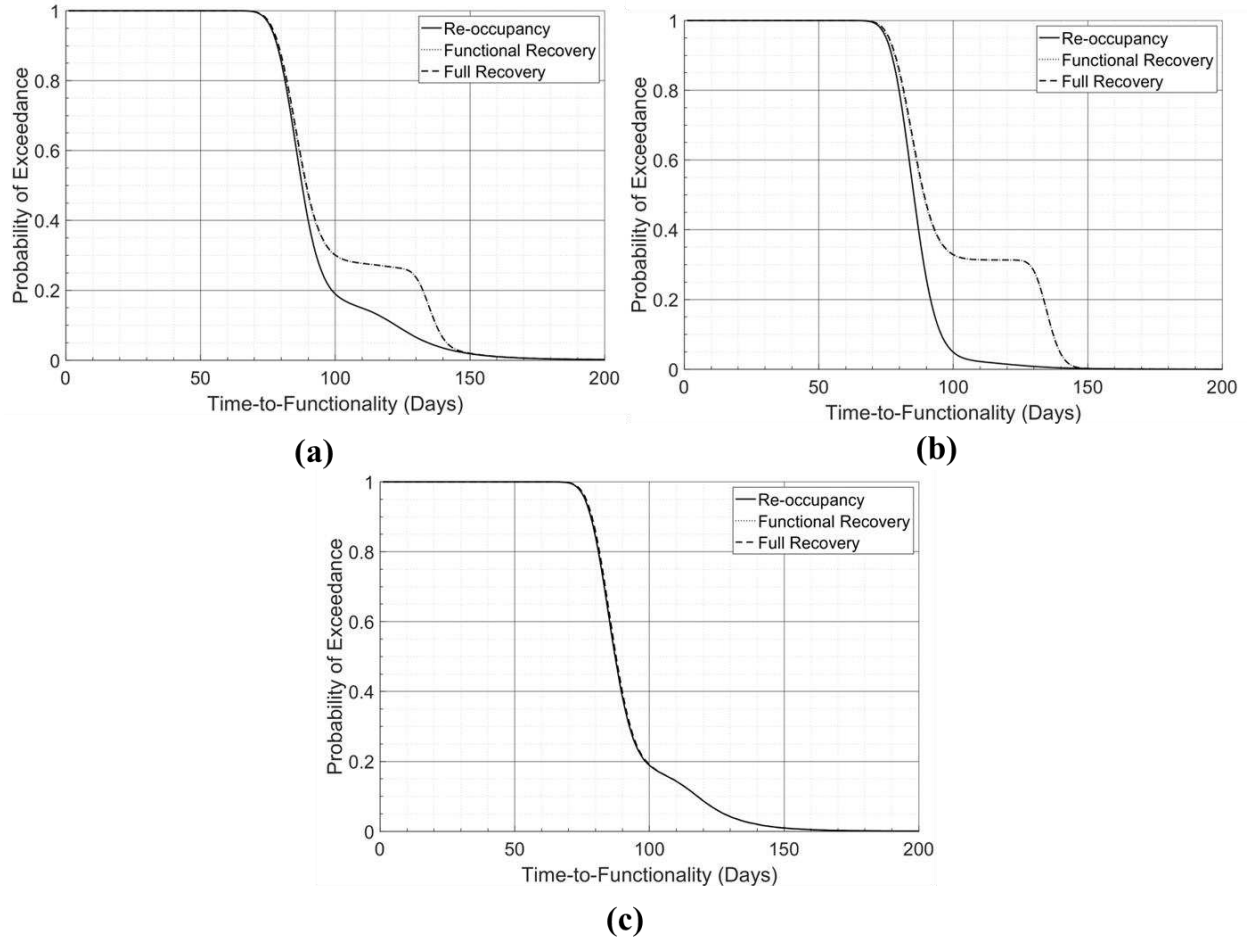 Probability of Exceedance
1
0.8
0.6
0.4
0.2
0
Re-occupancy
Functional Recovery
Full Recovery
0 50 100 150 200
Time-to-Functionality (Days)
(a)
Probability of Exceedance
1
0.8
0.6
0.4
0.2
0
Re-occupancy
Functional Recovery
Full Recovery
0 50 100 150 200
Time-to-Functionality (Days)
(b)
Probability of Exceedance
1
0.8
0.6
0.4
0.2
0
Re-occupancy
Functional Recovery
Full Recovery
0 50 100 150 200
Time-to-Functionality (Days)
(c)